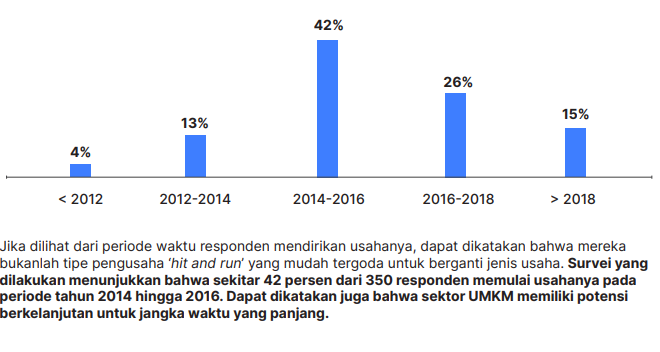 42%
26%
15%
13%
4%
< 2012
2012-2014
2014-2016
2016-2018
> 2018
Jika dilihat dari periode waktu responden mendirikan usahanya, dapat dikatakan bahwa mereka
bukanlah tipe pengusaha ‘hit and run’ yang mudah tergoda untuk berganti jenis usaha. Survei yang
dilakukan menunjukkan bahwa sekitar 42 persen dari 350 responden memulai usahanya pada
periode tahun 2014 hingga 2016. Dapat dikatakan juga bahwa sektor UMKM memiliki potensi
berkelanjutan untuk jangka waktu yang panjang.